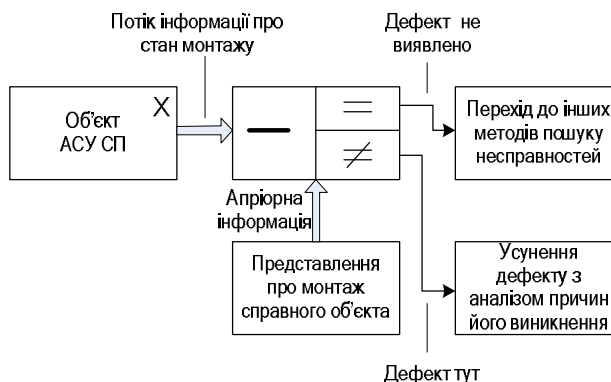 Потік інформації про
стан монтажу
Дефект не
виявлено
Об'єкт
АСУ СП
X
Перехід до інших
методів пошуку
несправностей
Апріорна
інформація
Представлення
про монтаж
справного об'єкта
Усунення
дефекту з
аналізом причин
його виникнення
Дефект тут